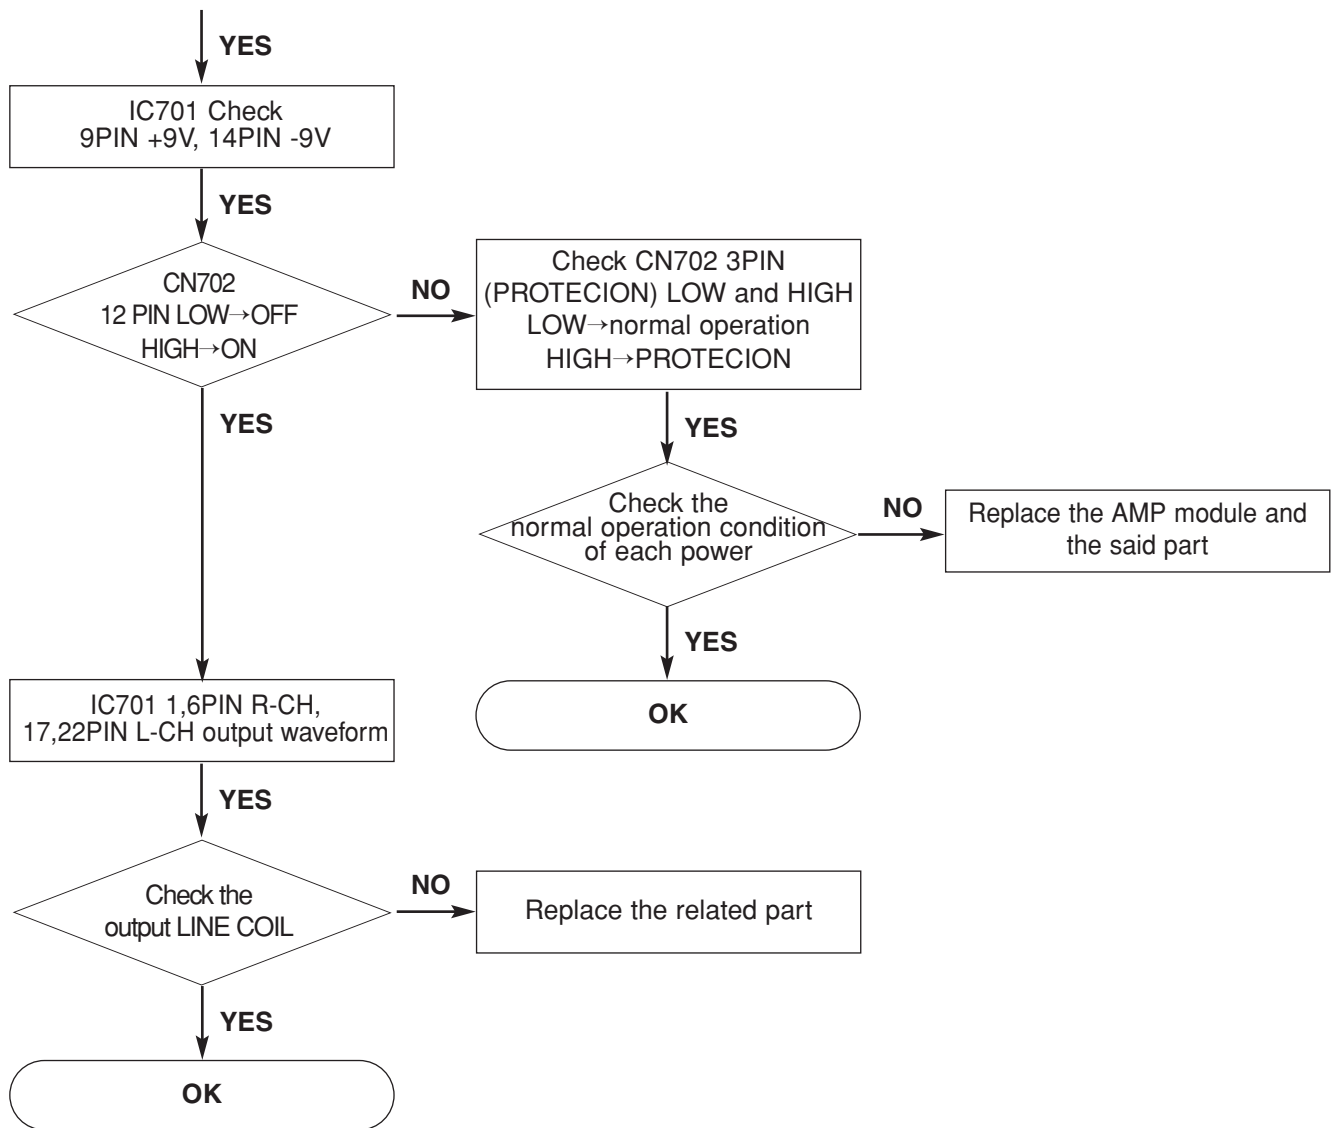 YES
IC701 Check
9PIN +9V, 14PIN -9V
YES
CN702
12 PIN LOW→OFF
HIGH→ON
NO
Check CN702 3PIN
(PROTECION) LOW and HIGH
LOW→normal operation
HIGH→PROTECION
YES
YES
Check the
normal operation condition
of each power
NO
Replace the AMP module and
the said part
YES
OK
IC701 1,6PIN R-CH,
17,22PIN L-CH output waveform
YES
Check the
output LINE COIL
NO
Replace the related part
YES
OK